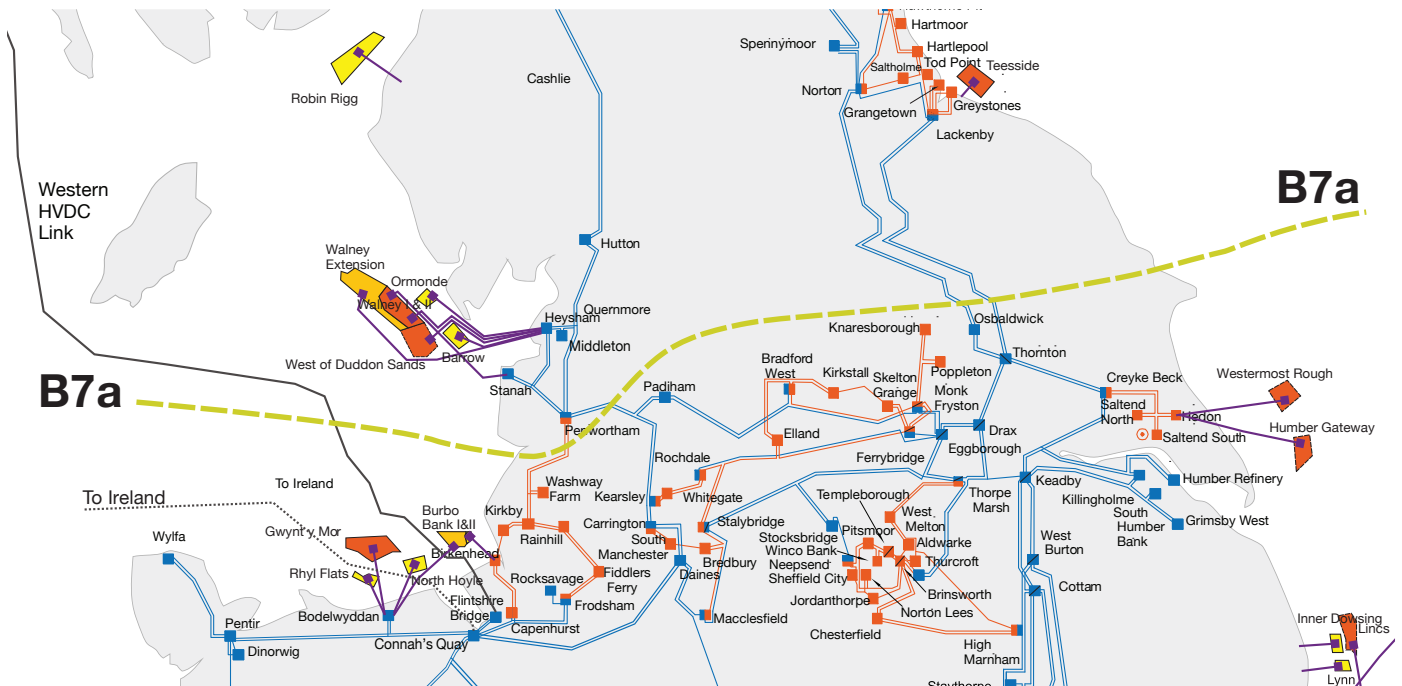 Hartmoor
Sperinymoor
Hartlepool
Tod Point
Saltholme
Teesside
Cashlie
Norton
Greystones
Grangetown
Robin Rigg
Lackenby
Western
HVDC
Link
B7a
Hutton
Walney
Extension
Ormonde
Walney I & II
Quernmore
Heysham
Middleton
Barrow
West of Duddon Sands
Stanah
Osbaldwick
Knaresborough
Thornton
Poppleton
Bradford
West
Kirkstall
Skelton
Grange
Monk
Fryston
Creyke Beck
Westermost Rough
B7a
Padiham
Saltend
North
Hedon
Saltend South
Humber Gateway
Penwortham
Elland
Drax
Eggborough
Ferrybridge
Rochdale
Washway
Farm
Kearsley
Whitegate
Templeborough
Thorpe
Marsh
Keadby
Humber Refinery
Killingholme
South
Humber
Bank
Grimsby West
To Ireland
To Ireland
Kirkby
Rainhill
Carrington
South
Manchester
Stalybridge
Bredbury
Daines
Stocksbridge
Pitsmoor
West
Melton
Aldwarke
Winco Bank
Neepsend
Sheffield City
Thurcroft
Brinsworth
Jordanthorpe
Norton Lees
Chesterfield
West
Burton
Cottam
Wylfa
Gwynt y Mor
Burbo
Bank I&II
Birkenhead
Rhyl Flats
North Hoyle
Rocksavage
Fiddlers
Ferry
Frodsham
Flintshire
Bridge
Bodelwyddan
Capenhurst
Macclesfield
Pentir
Dinorwig
Connah's Quay
High
Marnham
Inner Dowsing
Lincs
Lynn